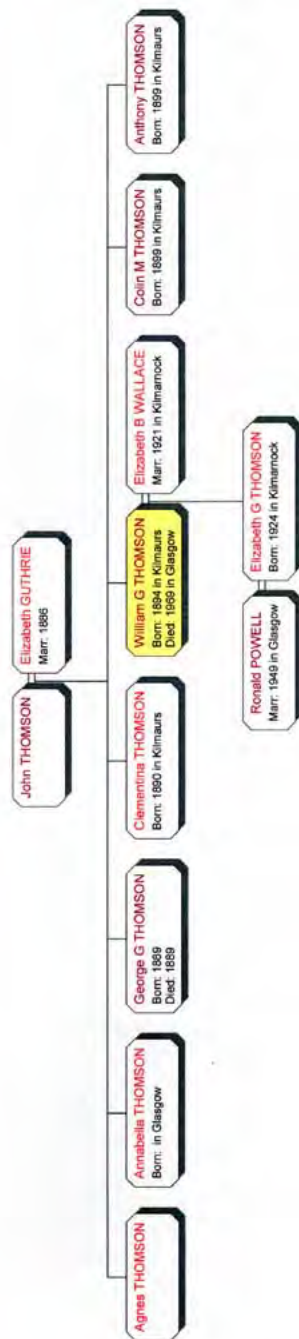 John THOMSON
Elizabeth GUTHRIE
Marr: 1886
Agnes THOMSON
Annabella THOMSON
Born: in Glasgow
George G THOMSON
Born: 1889
Died: 1889
Clementina THOMSON
Born: 1890 in Kilmaurs
William G THOMSON
Born: 1894 in Kilmaurs
Died: 1969 in Glasgow
Elizabeth B WALLACE
Marr: 1921 in Kilmarnock
Colin M THOMSON
Born: 1899 in Kilmaurs
Anthony THOMSON
Born: 1899 in Kilmaurs
Ronald POWELL
Marr: 1949 in Glasgow
Elizabeth G THOMSON
Born: 1924 in Kilmarnock